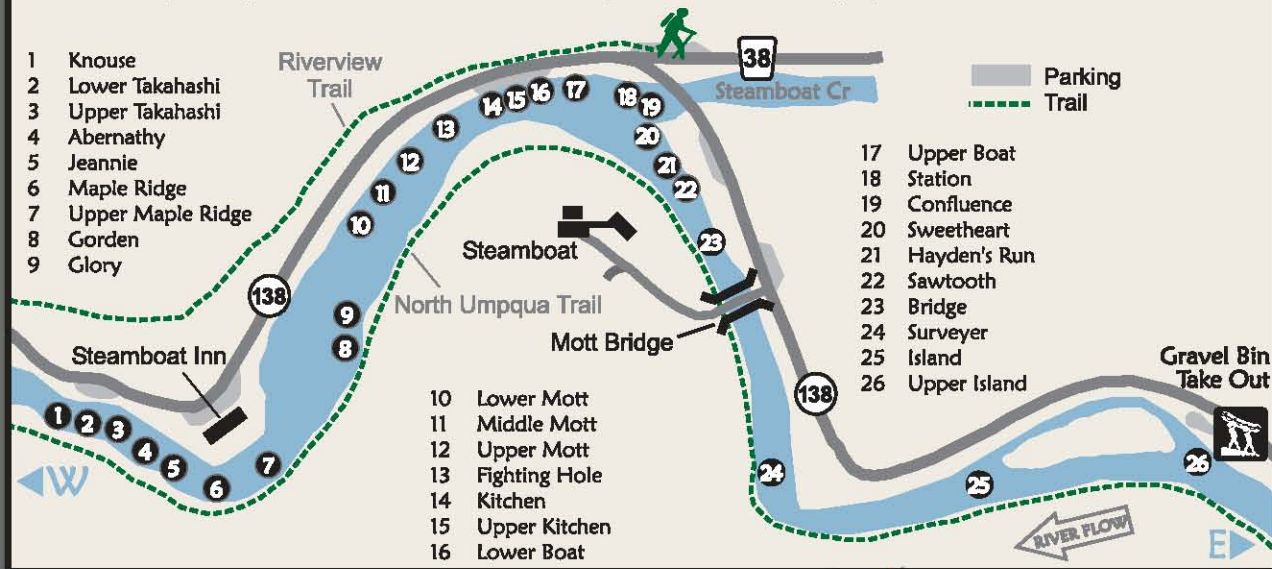 1 Knouse
2 Lower Takahashi
3 Upper Takahashi
4 Abernathy
5 Jeannie
6 Maple Ridge
7 Upper Maple Ridge
8 Gorden
9 Glory
Riverview
Trail
38
Steamboat Cr
Parking
Trail
14 15 16 17 18 19
13 20
12 21
11 22
10 23
17 Upper Boat
18 Station
19 Confluence
20 Sweetheart
21 Hayden's Run
22 Sawtooth
23 Bridge
24 Surveyer
25 Island
26 Upper Island
Steamboat
North Umpqua Trail
138
9
8
Mott Bridge
Steamboat Inn
138
Gravel Bin
Take Out
1 2 3 4 5 6 7
W
10 Lower Mott
11 Middle Mott
12 Upper Mott
13 Fighting Hole
14 Kitchen
15 Upper Kitchen
16 Lower Boat
24
25
26
RIVER FLOW
E